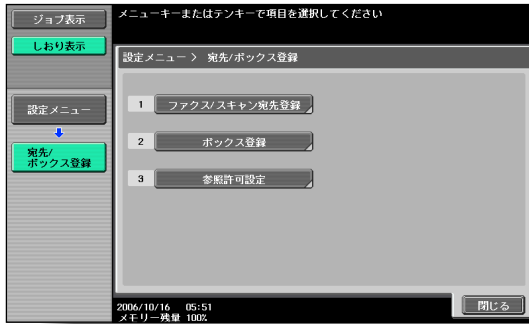 ジョブ表示
メニューキーまたはテンキーで項目を選択してください
しおり表示
設定メニュー > 宛先/ボックス登録
設定メニュー
宛先/
ボックス登録
1 ファクス/スキャン宛先登録
2 ボックス登録
3 参照許可設定
2006/10/16 05:51
メモリー残量 100%
閉じる